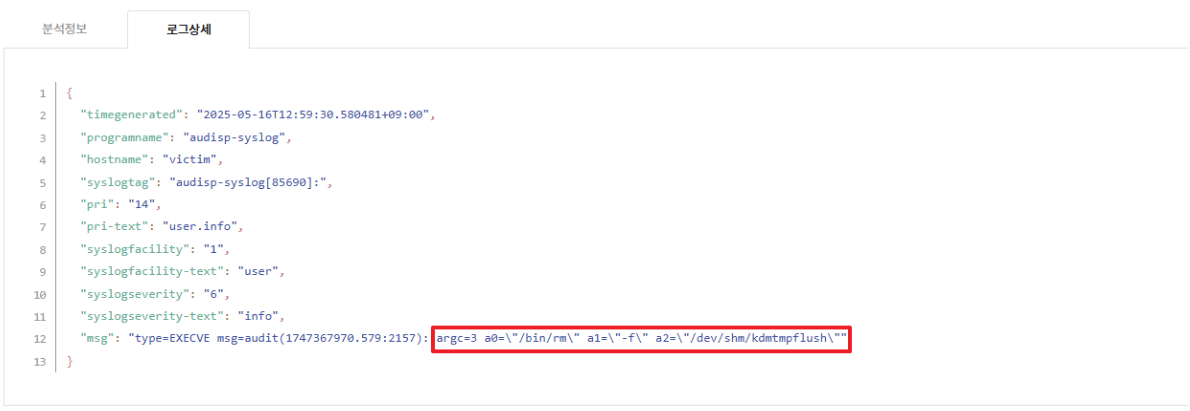 분석정보 로그상세
1 {
2 "timegenerated": "2025-05-16T12:59:30.580481+09:00",
3 "programname": "audisp-syslog",
4 "hostname": "victim",
5 "syslogtag": "audisp-syslog[85690]:",
6 "pri": "14",
7 "pri-text": "user.info",
8 "syslogfacility": "1",
9 "syslogfacility-text": "user",
10 "syslogseverity": "6",
11 "syslogseverity-text": "info",
12 "msg": "type=EXECVE msg=audit(1747367970.579:2157): argc=3 a0=\"/bin/rm\" a1=\"-f\" a2=\"/dev/shm/kdmtmpflush\""
13 }